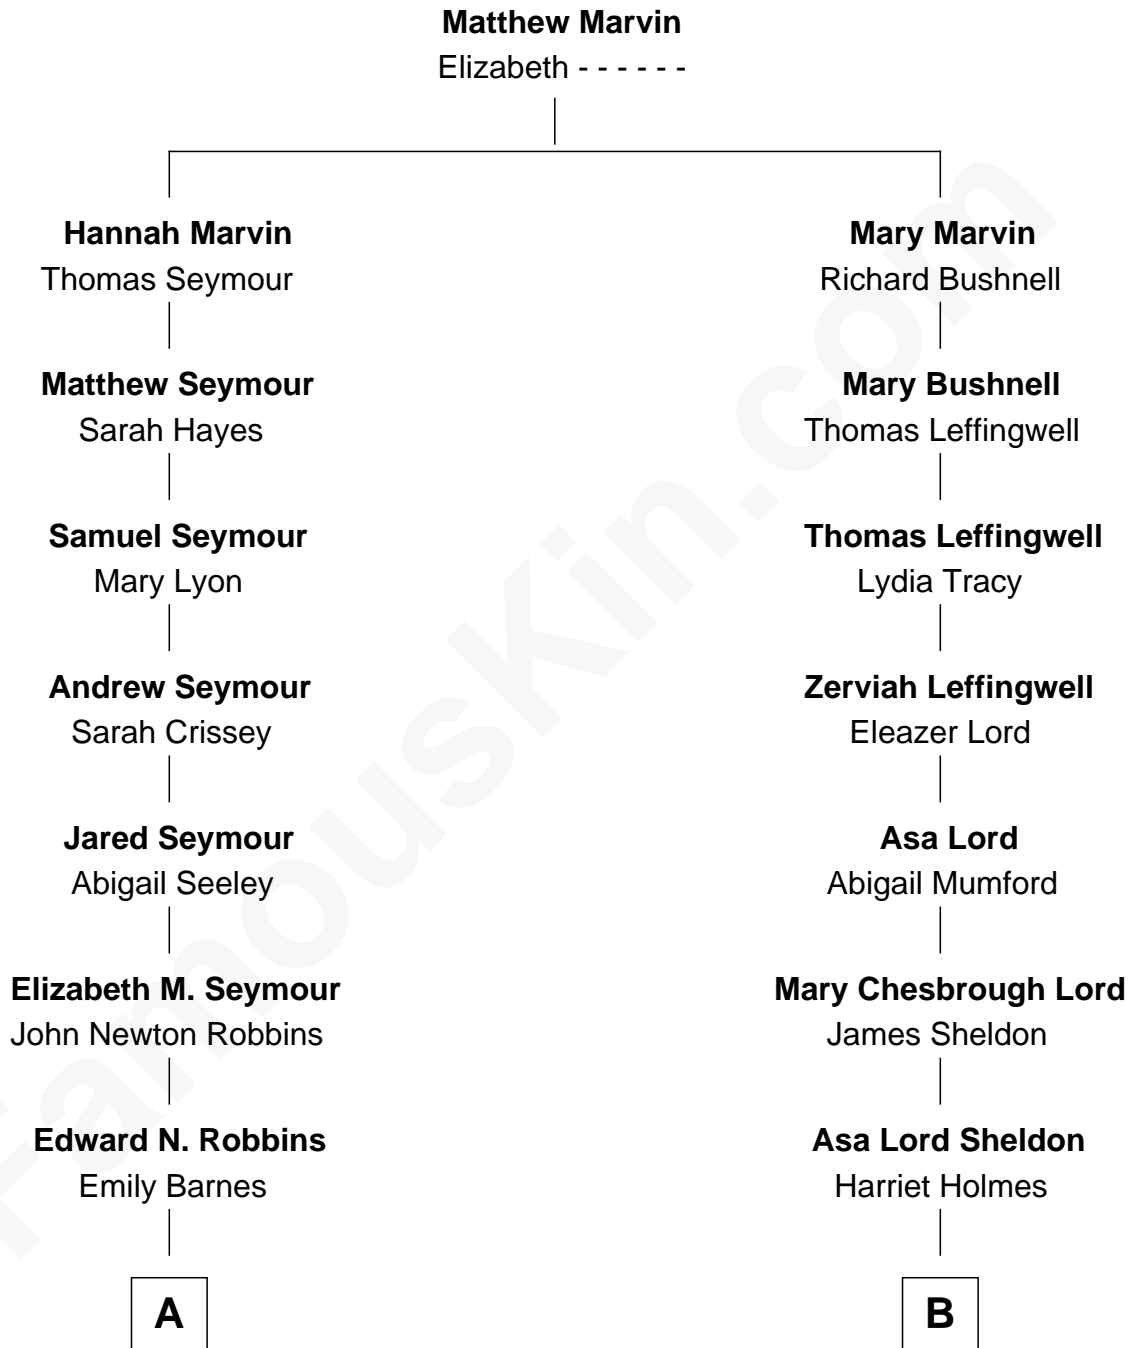 Matthew Marvin
Elizabeth - - - - - -
Hannah Marvin
Thomas Seymour
Matthew Seymour
Sarah Hayes
Samuel Seymour
Mary Lyon
Andrew Seymour
Sarah Crissey
Jared Seymour
Abigail Seeley
Elizabeth M. Seymour
John Newton Robbins
Edward N. Robbins
Emily Barnes
A
Mary Marvin
Richard Bushnell
Mary Bushnell
Thomas Leffingwell
Thomas Leffingwell
Lydia Tracy
Zerviah Leffingwell
Eleazer Lord
Asa Lord
Abigail Mumford
Mary Chesbrough Lord
James Sheldon
Asa Lord Sheldon
Harriet Holmes
B
FamousKin.com